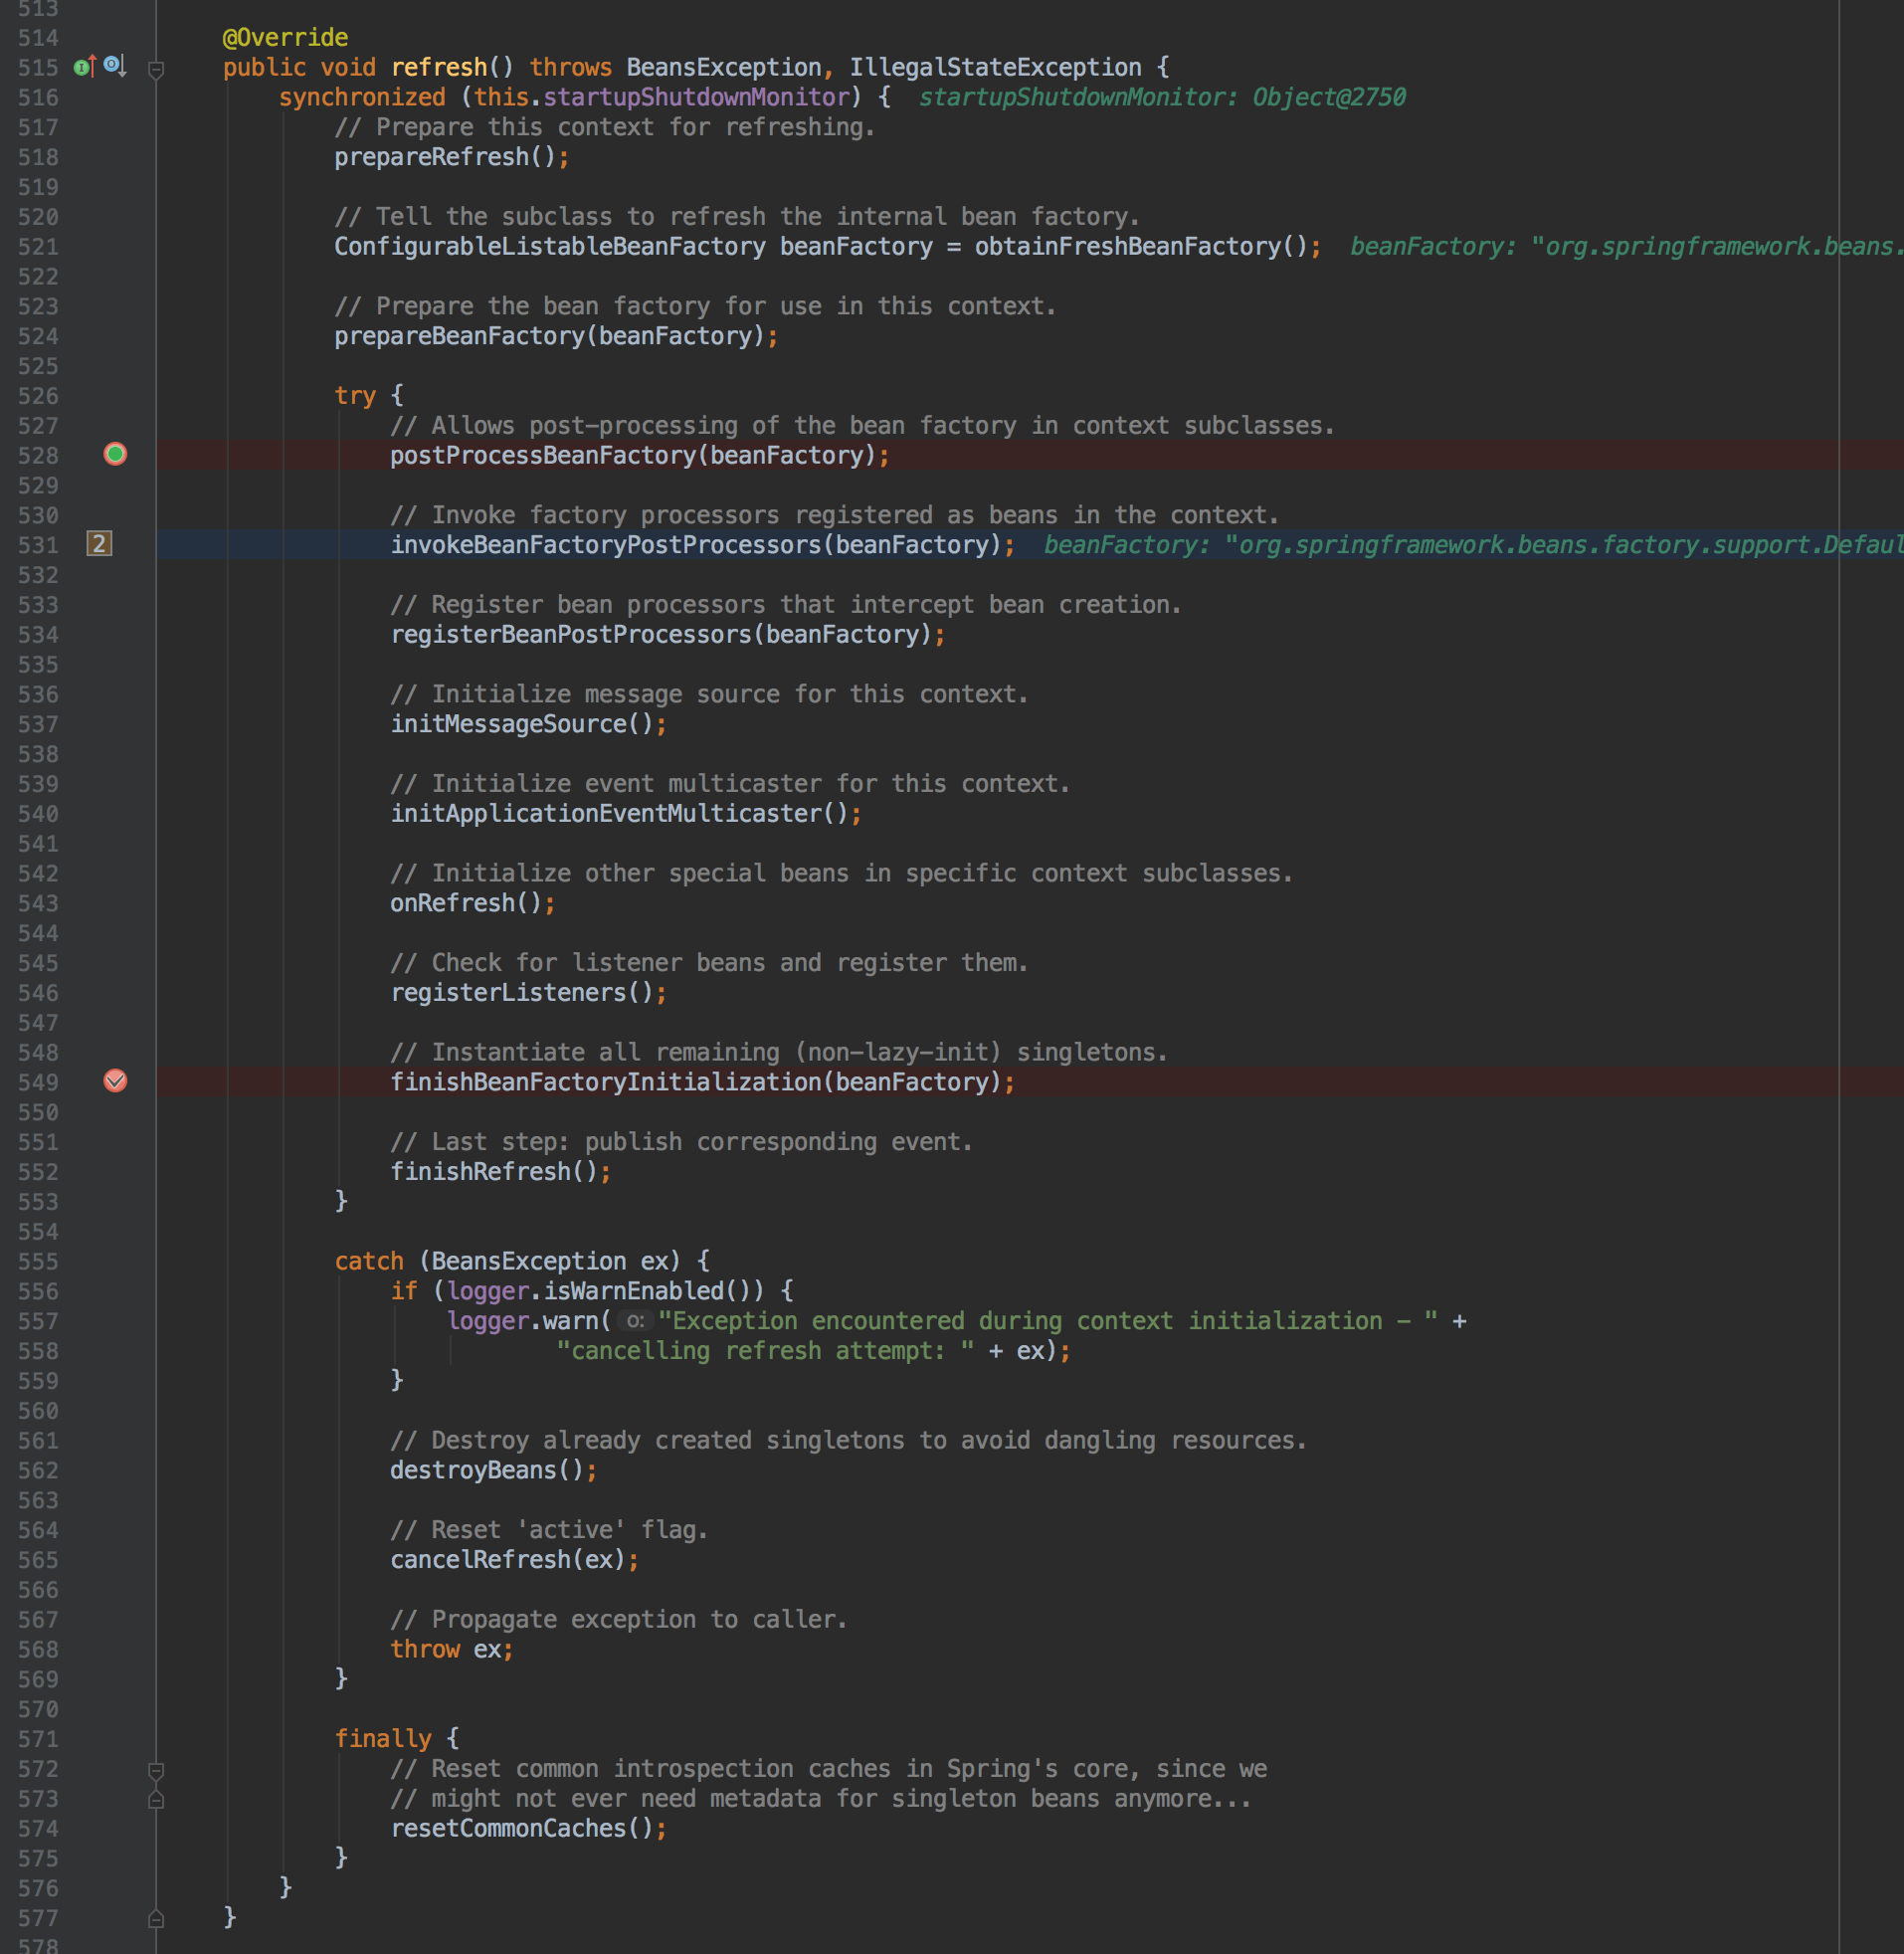 513
514 @Override
515 public void refresh() throws BeansException, IllegalStateException {
516 synchronized (this.startupShutdownMonitor) { startupShutdownMonitor: Object@2750
517 // Prepare this context for refreshing.
518 prepareRefresh();
519
520 // Tell the subclass to refresh the internal bean factory.
521 ConfigurableListableBeanFactory beanFactory = obtainFreshBeanFactory(); beanFactory: "org.springframework.beans.
522
523 // Prepare the bean factory for use in this context.
524 prepareBeanFactory(beanFactory);
525
526 try {
527 // Allows post-processing of the bean factory in context subclasses.
528 postProcessBeanFactory(beanFactory);
529
530 // Invoke factory processors registered as beans in the context.
531 2 invokeBeanFactoryPostProcessors(beanFactory); beanFactory: "org.springframework.beans.factory.support.Defaul
532
533 // Register bean processors that intercept bean creation.
534 registerBeanPostProcessors(beanFactory);
535
536 // Initialize message source for this context.
537 initMessageSource();
538
539 // Initialize event multicaster for this context.
540 initApplicationEventMulticaster();
541
542 // Initialize other special beans in specific context subclasses.
543 onRefresh();
544
545 // Check for listener beans and register them.
546 registerListeners();
547
548 // Instantiate all remaining (non-lazy-init) singletons.
549 finishBeanFactoryInitialization(beanFactory);
550
551 // Last step: publish corresponding event.
552 finishRefresh();
553 }
554
555 catch (BeansException ex) {
556 if (logger.isWarnEnabled()) {
557 logger.warn( o: "Exception encountered during context initialization - " +
558 "cancelling refresh attempt: " + ex);
559 }
560
561 // Destroy already created singletons to avoid dangling resources.
562 destroyBeans();
563
564 // Reset 'active' flag.
565 cancelRefresh(ex);
566
567 // Propagate exception to caller.
568 throw ex;
569 }
570
571 finally {
572 // Reset common introspection caches in Spring's core, since we
573 // might not ever need metadata for singleton beans anymore...
574 resetCommonCaches();
575 }
576 }
577 }
578